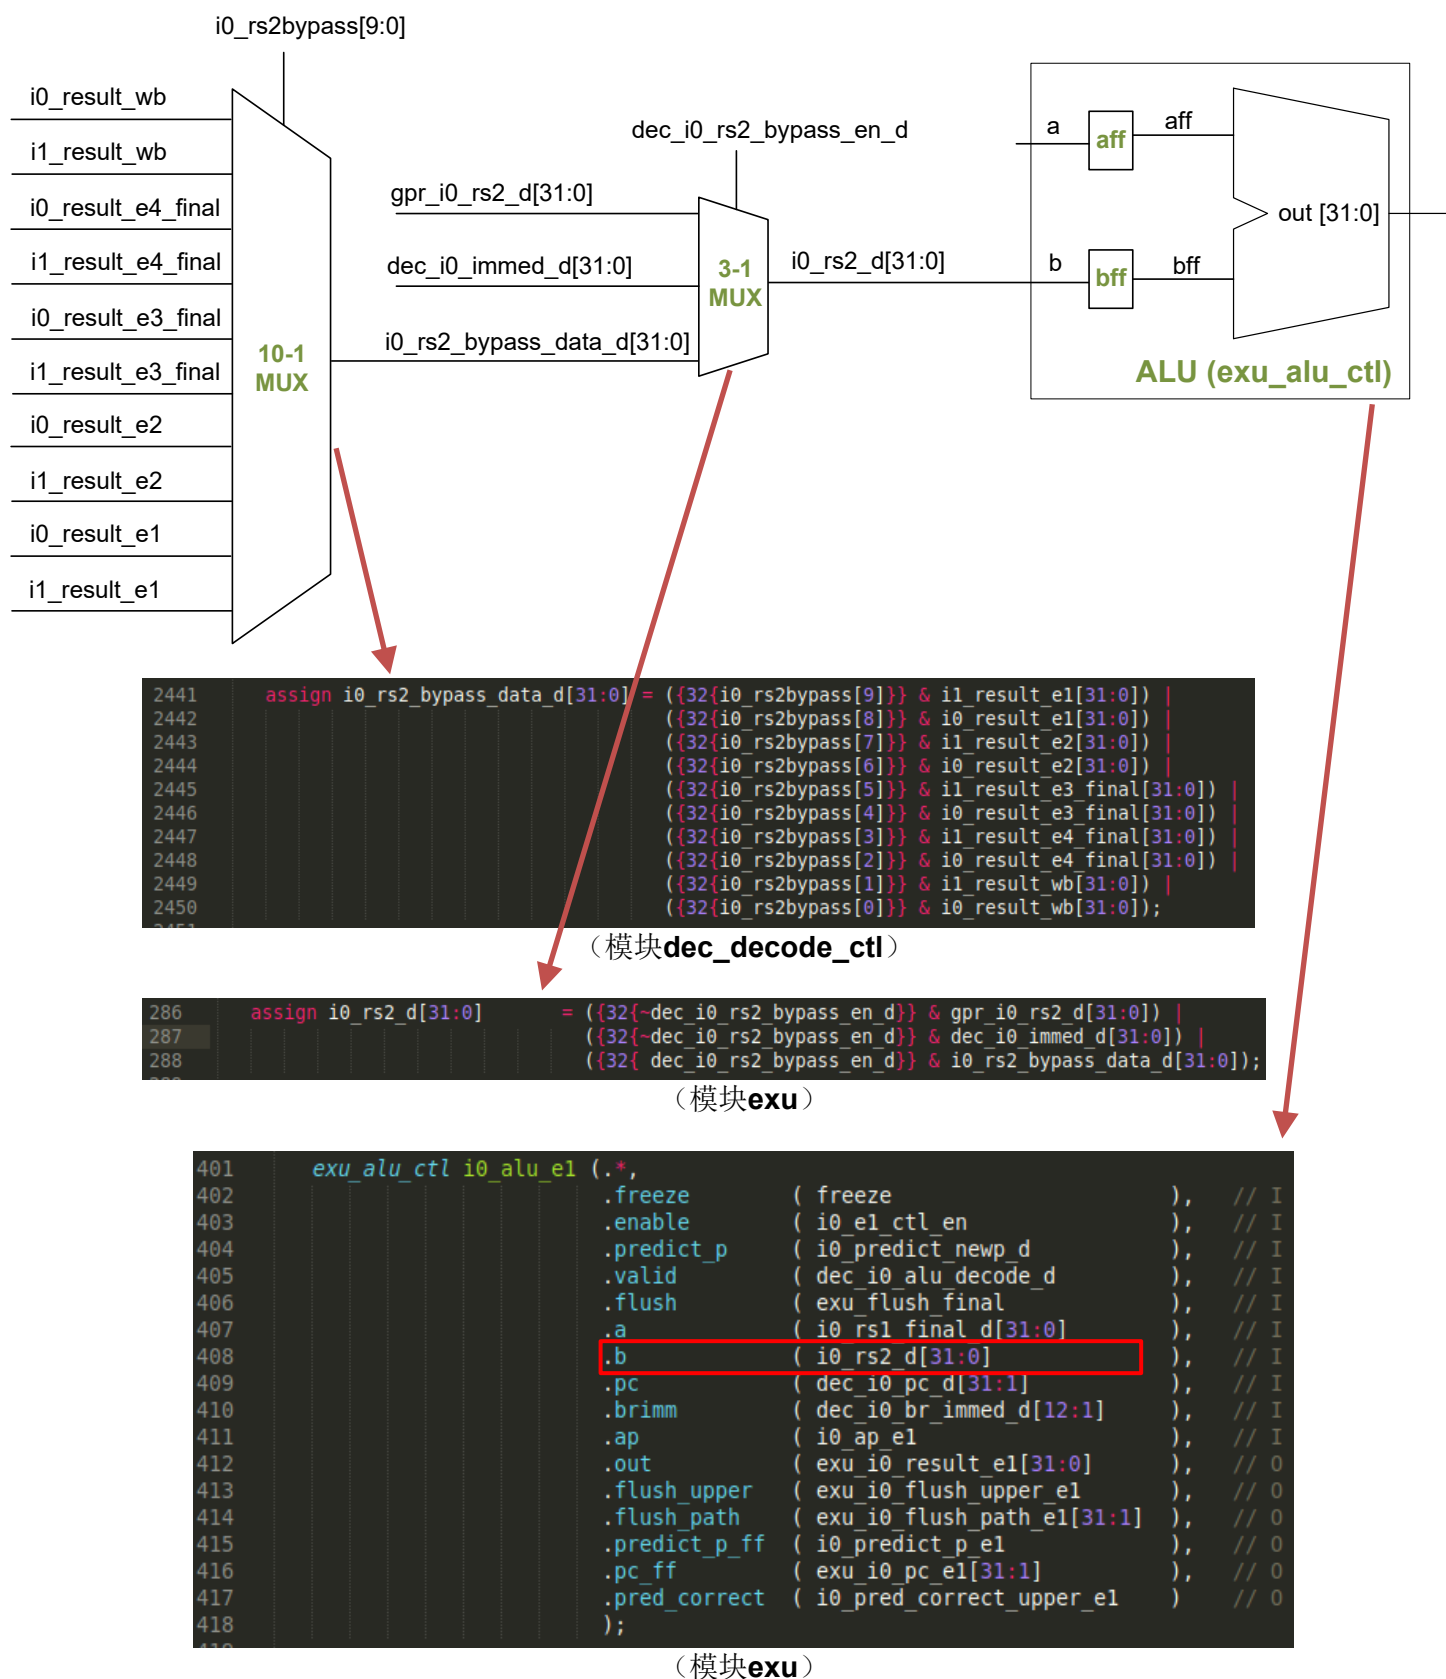 i0_rs2bypass[9:0]
i0_result_wb
i1_result_wb
i0_result_e4_final
i1_result_e4_final
i0_result_e3_final
i1_result_e3_final
i0_result_e2
i1_result_e2
i0_result_e1
i1_result_e1
10-1
MUX
dec_i0_rs2_bypass_en_d
gpr_i0_rs2_d[31:0]
dec_i0_immed_d[31:0]
i0_rs2_bypass_data_d[31:0]
3-1
MUX
i0_rs2_d[31:0]
a
aff
aff
b
bff
bff
out [31:0]
ALU (exu_alu_ctl)
2441 assign i0_rs2_bypass_data_d[31:0] = ({32{i0_rs2bypass[9]}} & i1_result_e1[31:0]) |
2442 ({32{i0_rs2bypass[8]}} & i0_result_e1[31:0]) |
2443 ({32{i0_rs2bypass[7]}} & i1_result_e2[31:0]) |
2444 ({32{i0_rs2bypass[6]}} & i0_result_e2[31:0]) |
2445 ({32{i0_rs2bypass[5]}} & i1_result_e3_final[31:0]) |
2446 ({32{i0_rs2bypass[4]}} & i0_result_e3_final[31:0]) |
2447 ({32{i0_rs2bypass[3]}} & i1_result_e4_final[31:0]) |
2448 ({32{i0_rs2bypass[2]}} & i0_result_e4_final[31:0]) |
2449 ({32{i0_rs2bypass[1]}} & i1_result_wb[31:0]) |
2450 ({32{i0_rs2bypass[0]}} & i0_result_wb[31:0]);
（模块dec_decode_ctl）
286 assign i0_rs2_d[31:0] = ({32{~dec_i0_rs2_bypass_en_d}} & gpr_i0_rs2_d[31:0]) |
287 ({32{~dec_i0_rs2_bypass_en_d}} & dec_i0_immed_d[31:0]) |
288 ({32{ dec_i0_rs2_bypass_en_d}} & i0_rs2_bypass_data_d[31:0]);
（模块exu）
401 exu_alu_ctl i0_alu_e1 (.*,
402 .freeze ( freeze ), // I
403 .enable ( i0_e1_ctl_en ), // I
404 .predict_p ( i0_predict_newp_d ), // I
405 .valid ( dec_i0_alu_decode_d ), // I
406 .flush ( exu_flush_final ), // I
407 .a ( i0_rs1_final_d[31:0] ), // I
408 .b ( i0_rs2_d[31:0] ), // I
409 .pc ( dec_i0_pc_d[31:1] ), // I
410 .brimm ( dec_i0_br_immed_d[12:1] ), // I
411 .ap ( i0_ap_e1 ), // I
412 .out ( exu_i0_result_e1[31:0] ), // O
413 .flush_upper ( exu_i0_flush_upper_e1 ), // O
414 .flush_path ( exu_i0_flush_path_e1[31:1] ), // O
415 .predict_p_ff ( i0_predict_p_e1 ), // O
416 .pc_ff ( exu_i0_pc_e1[31:1] ), // O
417 .pred_correct ( i0_pred_correct_upper_e1 ) // O
418 );
（模块exu）